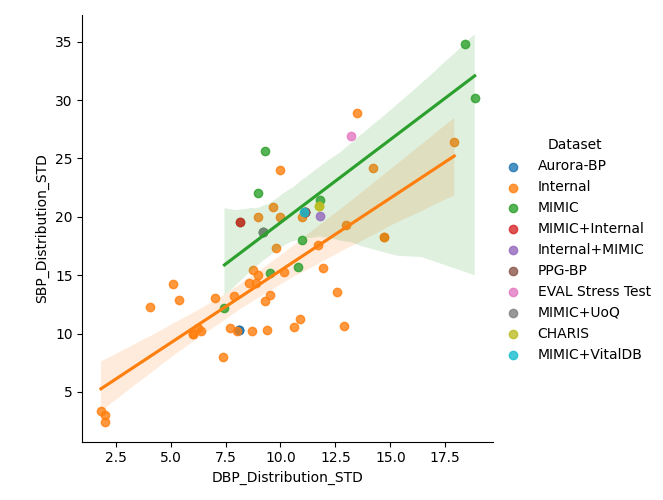 35
30
25
20
15
10
5
SBP_Distribution_STD
2.5 5.0 7.5 10.0 12.5 15.0 17.5
DBP_Distribution_STD
Dataset
Aurora-BP
Internal
MIMIC
MIMIC+Internal
Internal+MIMIC
PPG-BP
EVAL Stress Test
MIMIC+UoQ
CHARIS
MIMIC+VitalDB